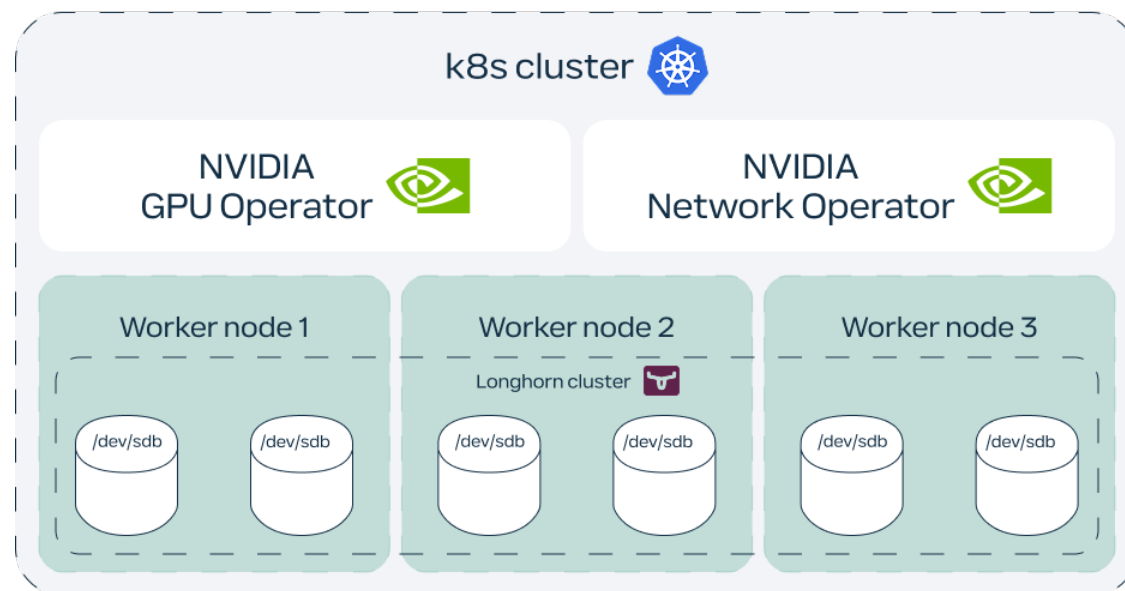 k8s cluster
NVIDIA
GPU Operator
NVIDIA
Network Operator
Worker node 1
Worker node 2
Worker node 3
Longhorn cluster
/dev/sdb
/dev/sdb
/dev/sdb
/dev/sdb
/dev/sdb
/dev/sdb